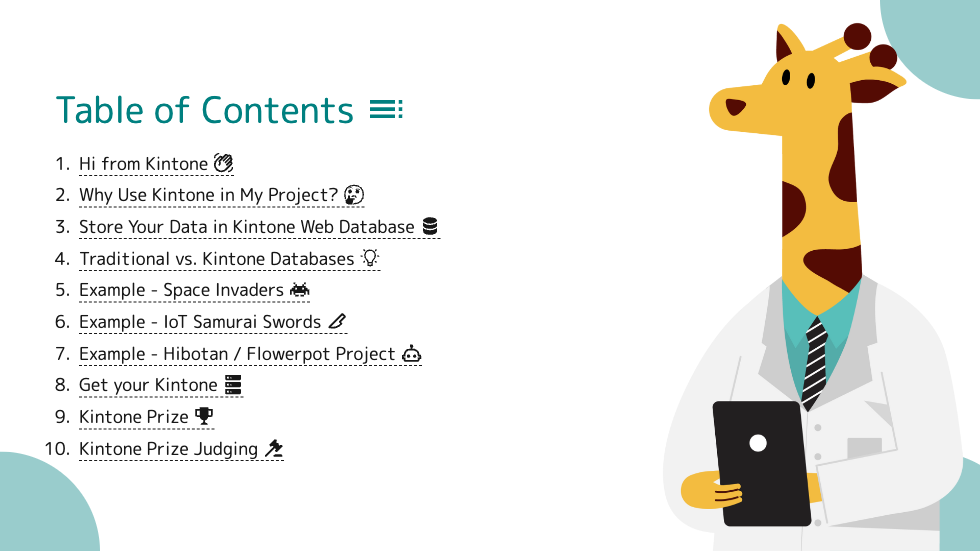 Table of Contents
1. Hi from Kintone
2. Why Use Kintone in My Project?
3. Store Your Data in Kintone Web Database
4. Traditional vs. Kintone Databases
5. Example - Space Invaders
6. Example - IoT Samurai Swords
7. Example - Hibotan / Flowerpot Project
8. Get your Kintone
9. Kintone Prize
10. Kintone Prize Judging